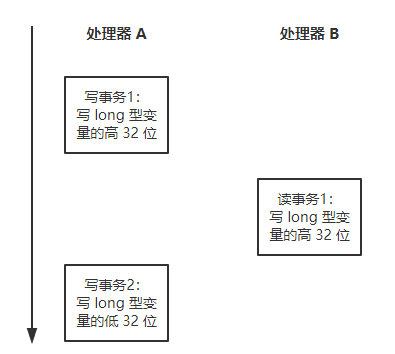 处理器 A
处理器 B
写事务1：
写 long 型变
量的高 32 位
读事务1：
写 long 型变
量的高 32 位
写事务2：
写 long 型变
量的低 32 位